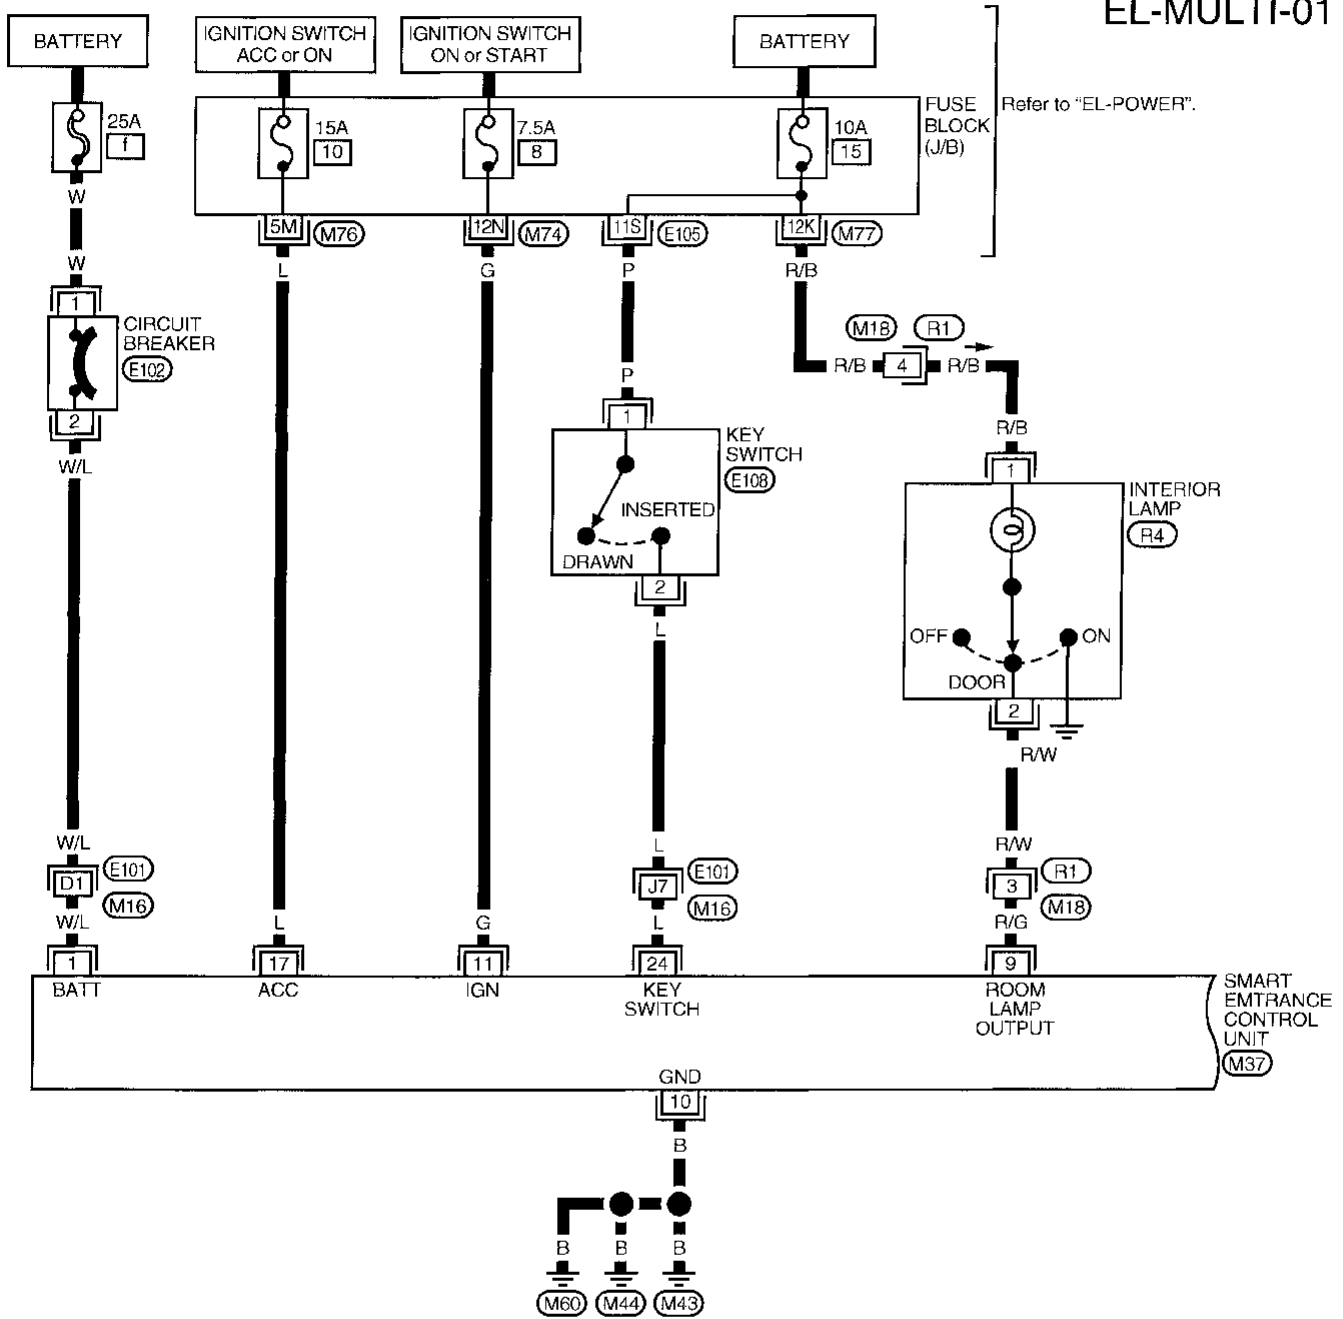 EL-MULTI-01
BATTERY
IGNITION SWITCH
ACC or ON
IGNITION SWITCH
ON or START
BATTERY
25A
f
15A
10
7.5A
8
10A
15
FUSE
BLOCK
(J/B)
Refer to "EL-POWER".
W
5M
M76
12N
M74
11S
E105
12K
M77
W
L
G
P
R/B
1
CIRCUIT
BREAKER
E102
2
W/L
M18
R1
R/B
4
R/B
P
1
KEY
SWITCH
E108
INSERTED
DRAWN
2
L
R/B
1
INTERIOR
LAMP
R4
OFF
ON
DOOR
2
R/W
W/L
L
R/W
D1
E101
M16
J7
E101
M16
3
R1
M18
W/L
L
G
L
R/G
1
17
11
24
9
BATT
ACC
IGN
KEY
SWITCH
ROOM
LAMP
OUTPUT
SMART
EMTRANCE
CONTROL
UNIT
M37
GND
10
B
B
B
B
M60
M44
M43